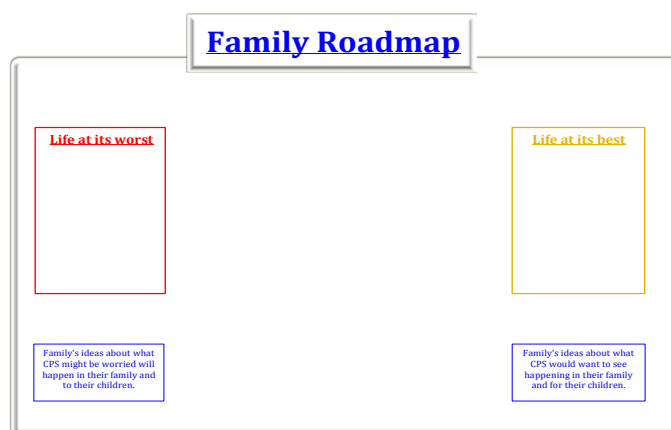 Family Roadmap
Life at its worst
Life at its best
Family's ideas about what
CPS might be worried will
happen in their family and
to their children.
Family's ideas about what
CPS would want to see
happening in their family
and for their children.